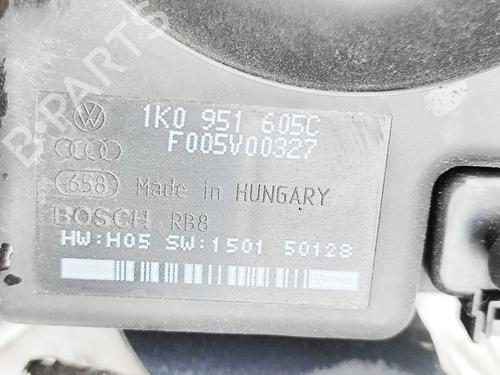 1K0 951 605C
F005V00327
658 Made in HUNGARY
BOSCH RB8
HW:H05 SW:1501 50128
B-Parts